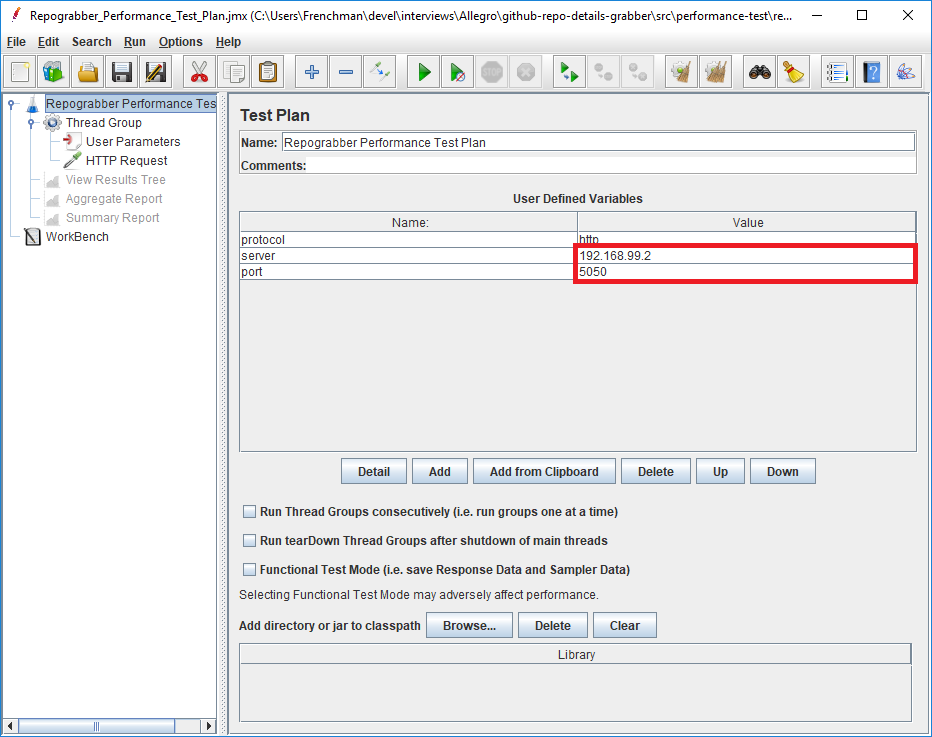 Repograbber_Performance_Test_Plan.jmx (C:\Users\Frenchman\devel\interviews\Allegro\github-repo-details-grabber\src\performance-test\re...
File Edit Search Run Options Help
STOP
Repograbber Performance Tes
Thread Group
User Parameters
HTTP Request
View Results Tree
Aggregate Report
Summary Report
WorkBench
Test Plan
Name: Repograbber Performance Test Plan
Comments:
User Defined Variables
Name: Value
protocol http
server 192.168.99.2
port 5050
Detail Add Add from Clipboard Delete Up Down
Run Thread Groups consecutively (i.e. run groups one at a time)
Run tearDown Thread Groups after shutdown of main threads
Functional Test Mode (i.e. save Response Data and Sampler Data)
Selecting Functional Test Mode may adversely affect performance.
Add directory or jar to classpath Browse... Delete Clear
Library